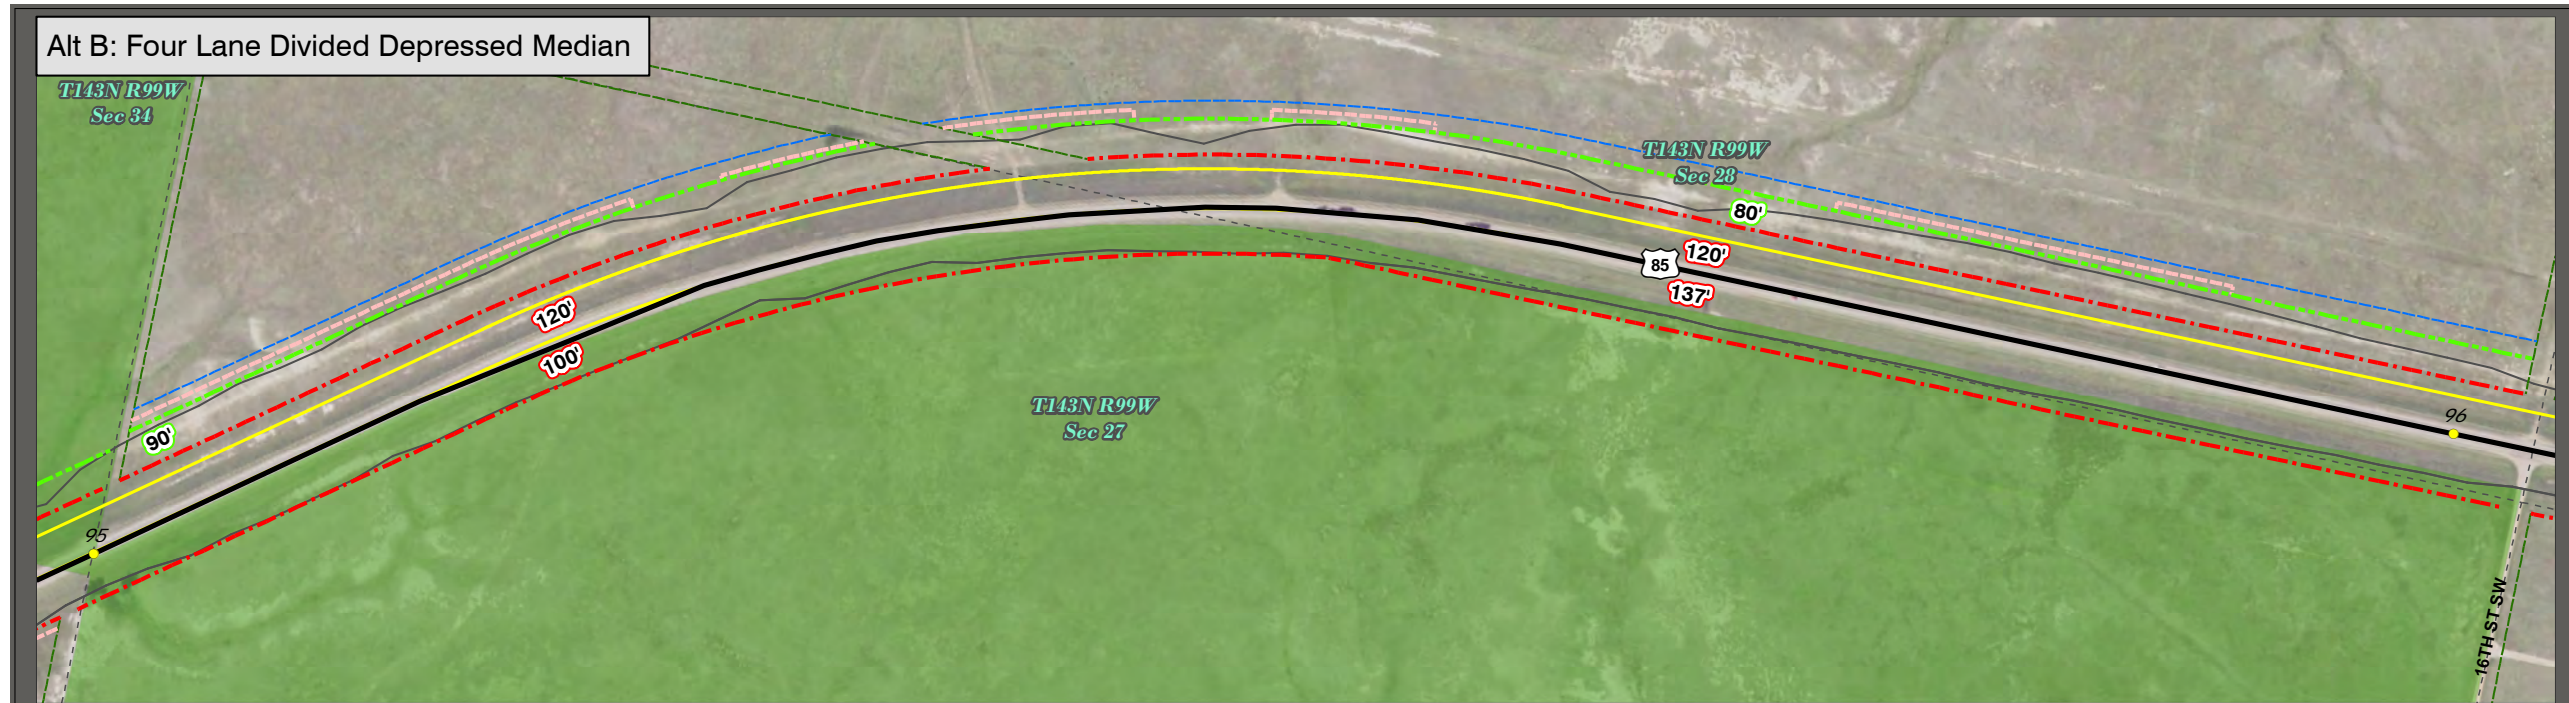 Alt B: Four Lane Divided Depressed Median
T143N R99W
Sec 34
T143N R99W
Sec 28
80'
120'
85
137'
120'
100'
T143N R99W
Sec 27
90'
96
95
16TH ST SW